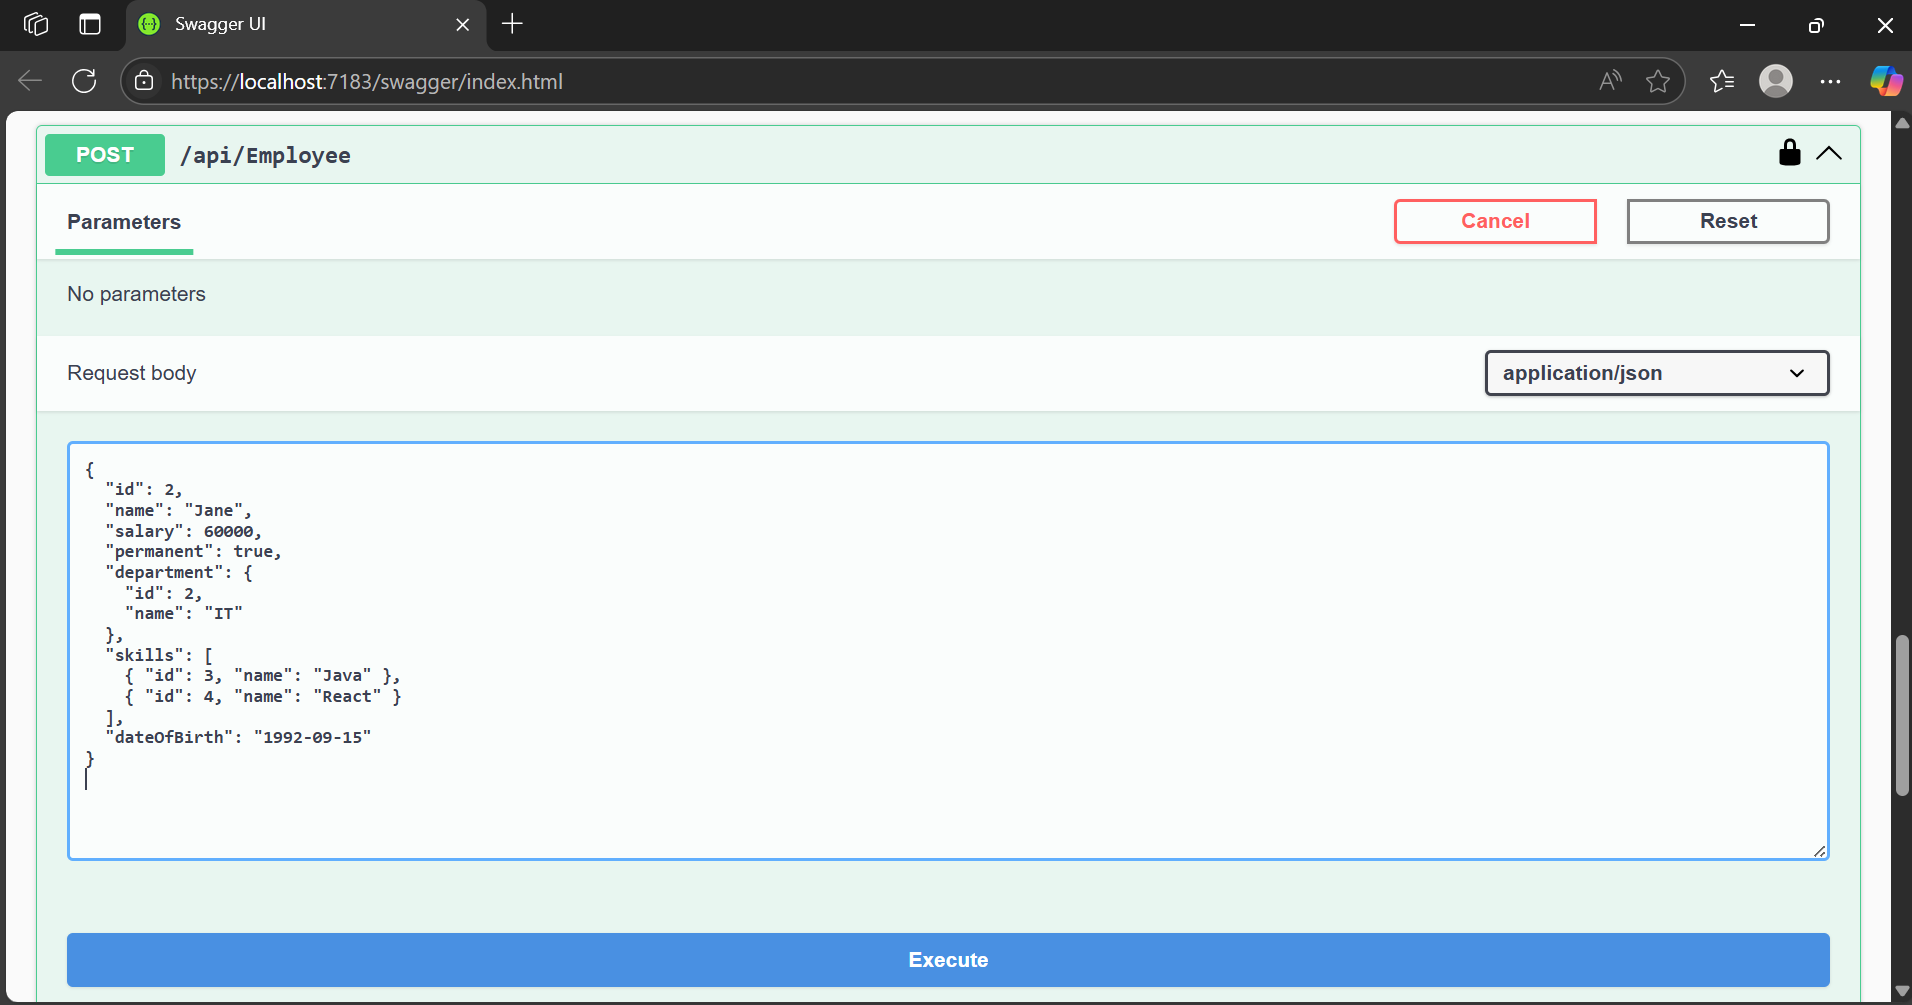 Swagger UI
https://localhost:7183/swagger/index.html
POST /api/Employee
Parameters
Cancel
Reset
No parameters
Request body
application/json
{
  "id": 2,
  "name": "Jane",
  "salary": 60000,
  "permanent": true,
  "department": {
    "id": 2,
    "name": "IT"
  },
  "skills": [
    { "id": 3, "name": "Java" },
    { "id": 4, "name": "React" }
  ],
  "dateOfBirth": "1992-09-15"
}
Execute